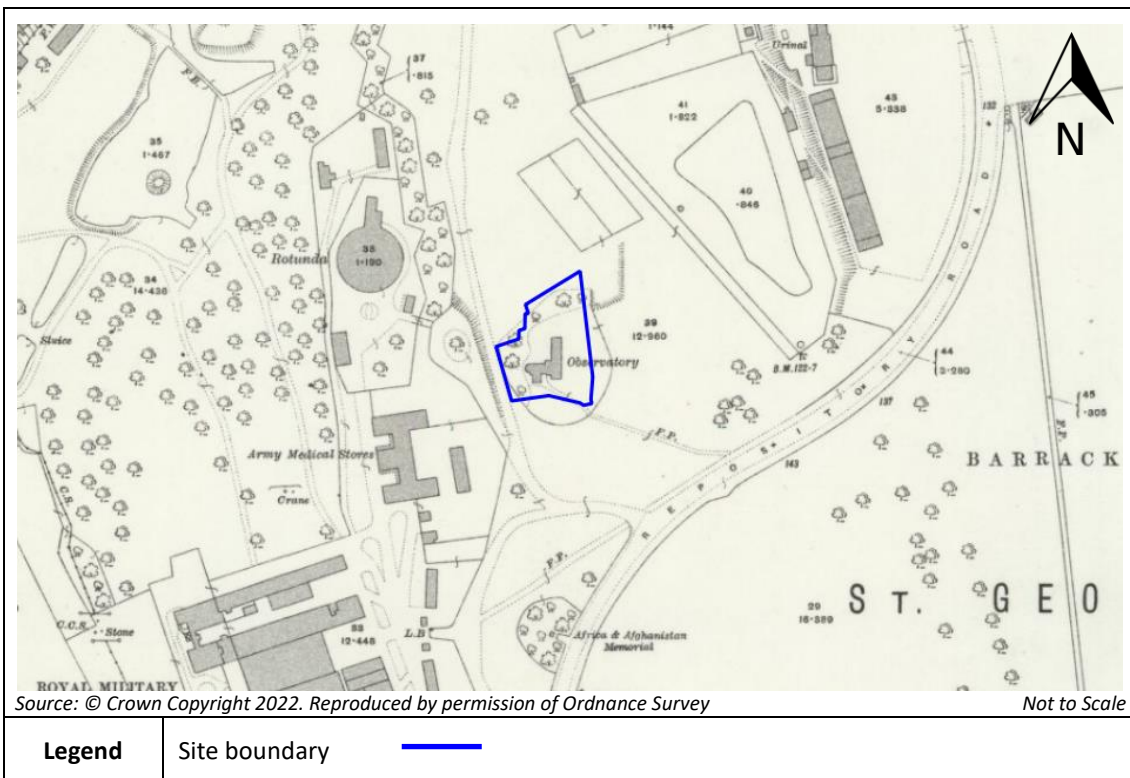 37
·815
F.B.
1·144
Urinal
N
41
1·922
43
5·538
132
35
1·467
40
·846
Rotunda
38
1·190
34
14·436
Sluice
39
12·960
Observatory
B.M.122·7
44
2·280
137
45
·305
F.P.
F.P.
REPOSITORY ROAD
143
BARRACK
Army Medical Stores
Crane
C.S.
F.P.
29
16·389
ST. GEO
C.C.S.
Stone
33
12·448
L.B
Africa & Afghanistan
Memorial
ROYAL MILITARY
Source: © Crown Copyright 2022. Reproduced by permission of Ordnance Survey
Not to Scale
Legend
Site boundary